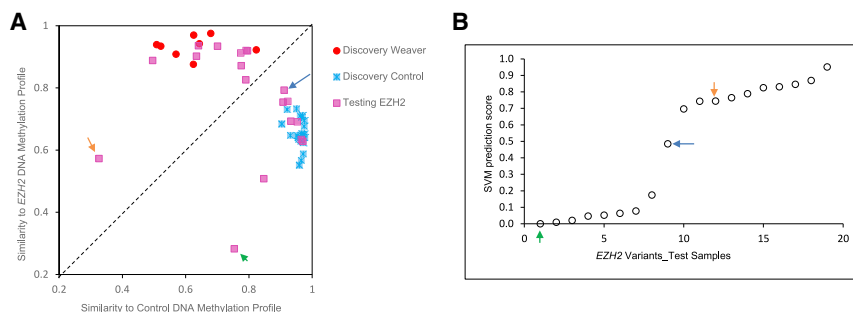 A
Similarity to EZH2 DNA Methylation Profile
1
0.8
0.6
0.4
0.2
0.2
0.4
0.6
0.8
1
Similarity to Control DNA Methylation Profile
Discovery Weaver
Discovery Control
Testing EZH2
B
SVM prediction score
1.0
0.9
0.8
0.7
0.6
0.5
0.4
0.3
0.2
0.1
0.0
0
5
10
15
20
EZH2 Variants_Test Samples